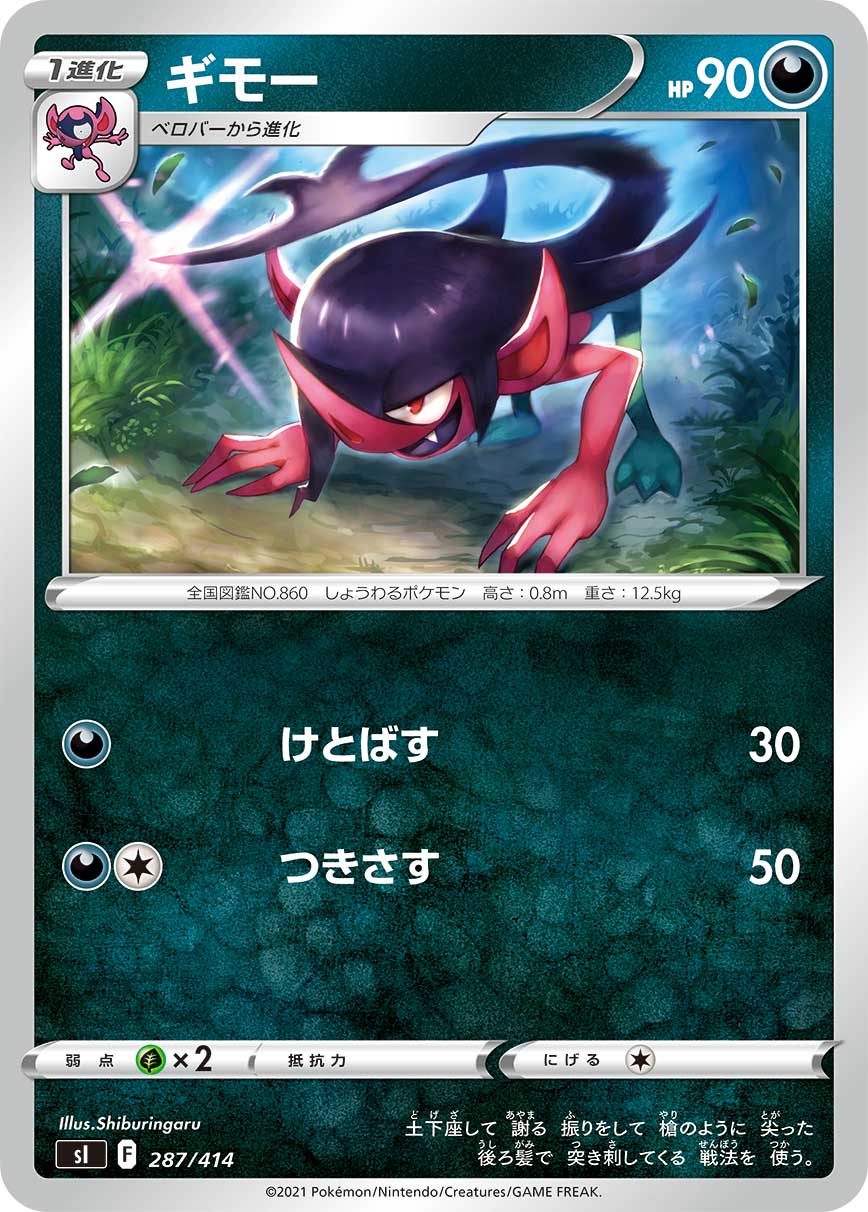 1進化
ギモー
HP90
ベロバーから進化
全国図鑑NO.860 しょうわるポケモン 高さ:0.8m 重さ:12.5kg
けとばす 30
つきさす 50
弱点 ×2 抵抗力 にげる
Illus.Shiburingaru
sI F 287/414
土下座して 謝る 振りをして 槍のように 尖った
後ろ髪で 突き刺してくる 戦法を 使う。
©2021 Pokémon/Nintendo/Creatures/GAME FREAK.